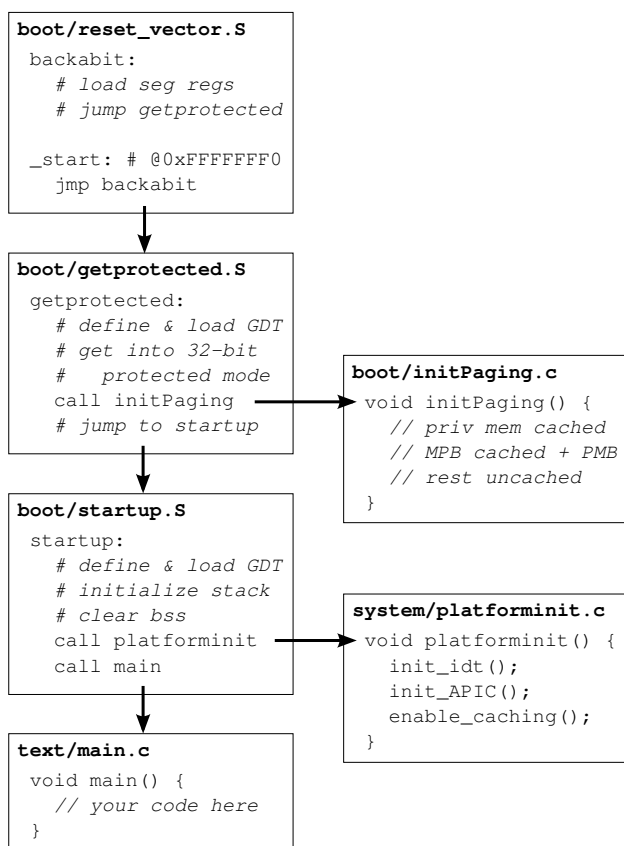 boot/reset_vector.S
backabit:
# load seg regs
# jump getprotected
_start: # @0xFFFFFFF0
jmp backabit
boot/getprotected.S
getprotected:
# define & load GDT
# get into 32-bit
# protected mode
call initPaging
# jump to startup
boot/initPaging.c
void initPaging() {
// priv mem cached
// MPB cached + PMB
// rest uncached
}
boot/startup.S
startup:
# define & load GDT
# initialize stack
# clear bss
call platforminit
call main
system/platforminit.c
void platforminit() {
init_idt();
init_APIC();
enable_caching();
}
text/main.c
void main() {
// your code here
}